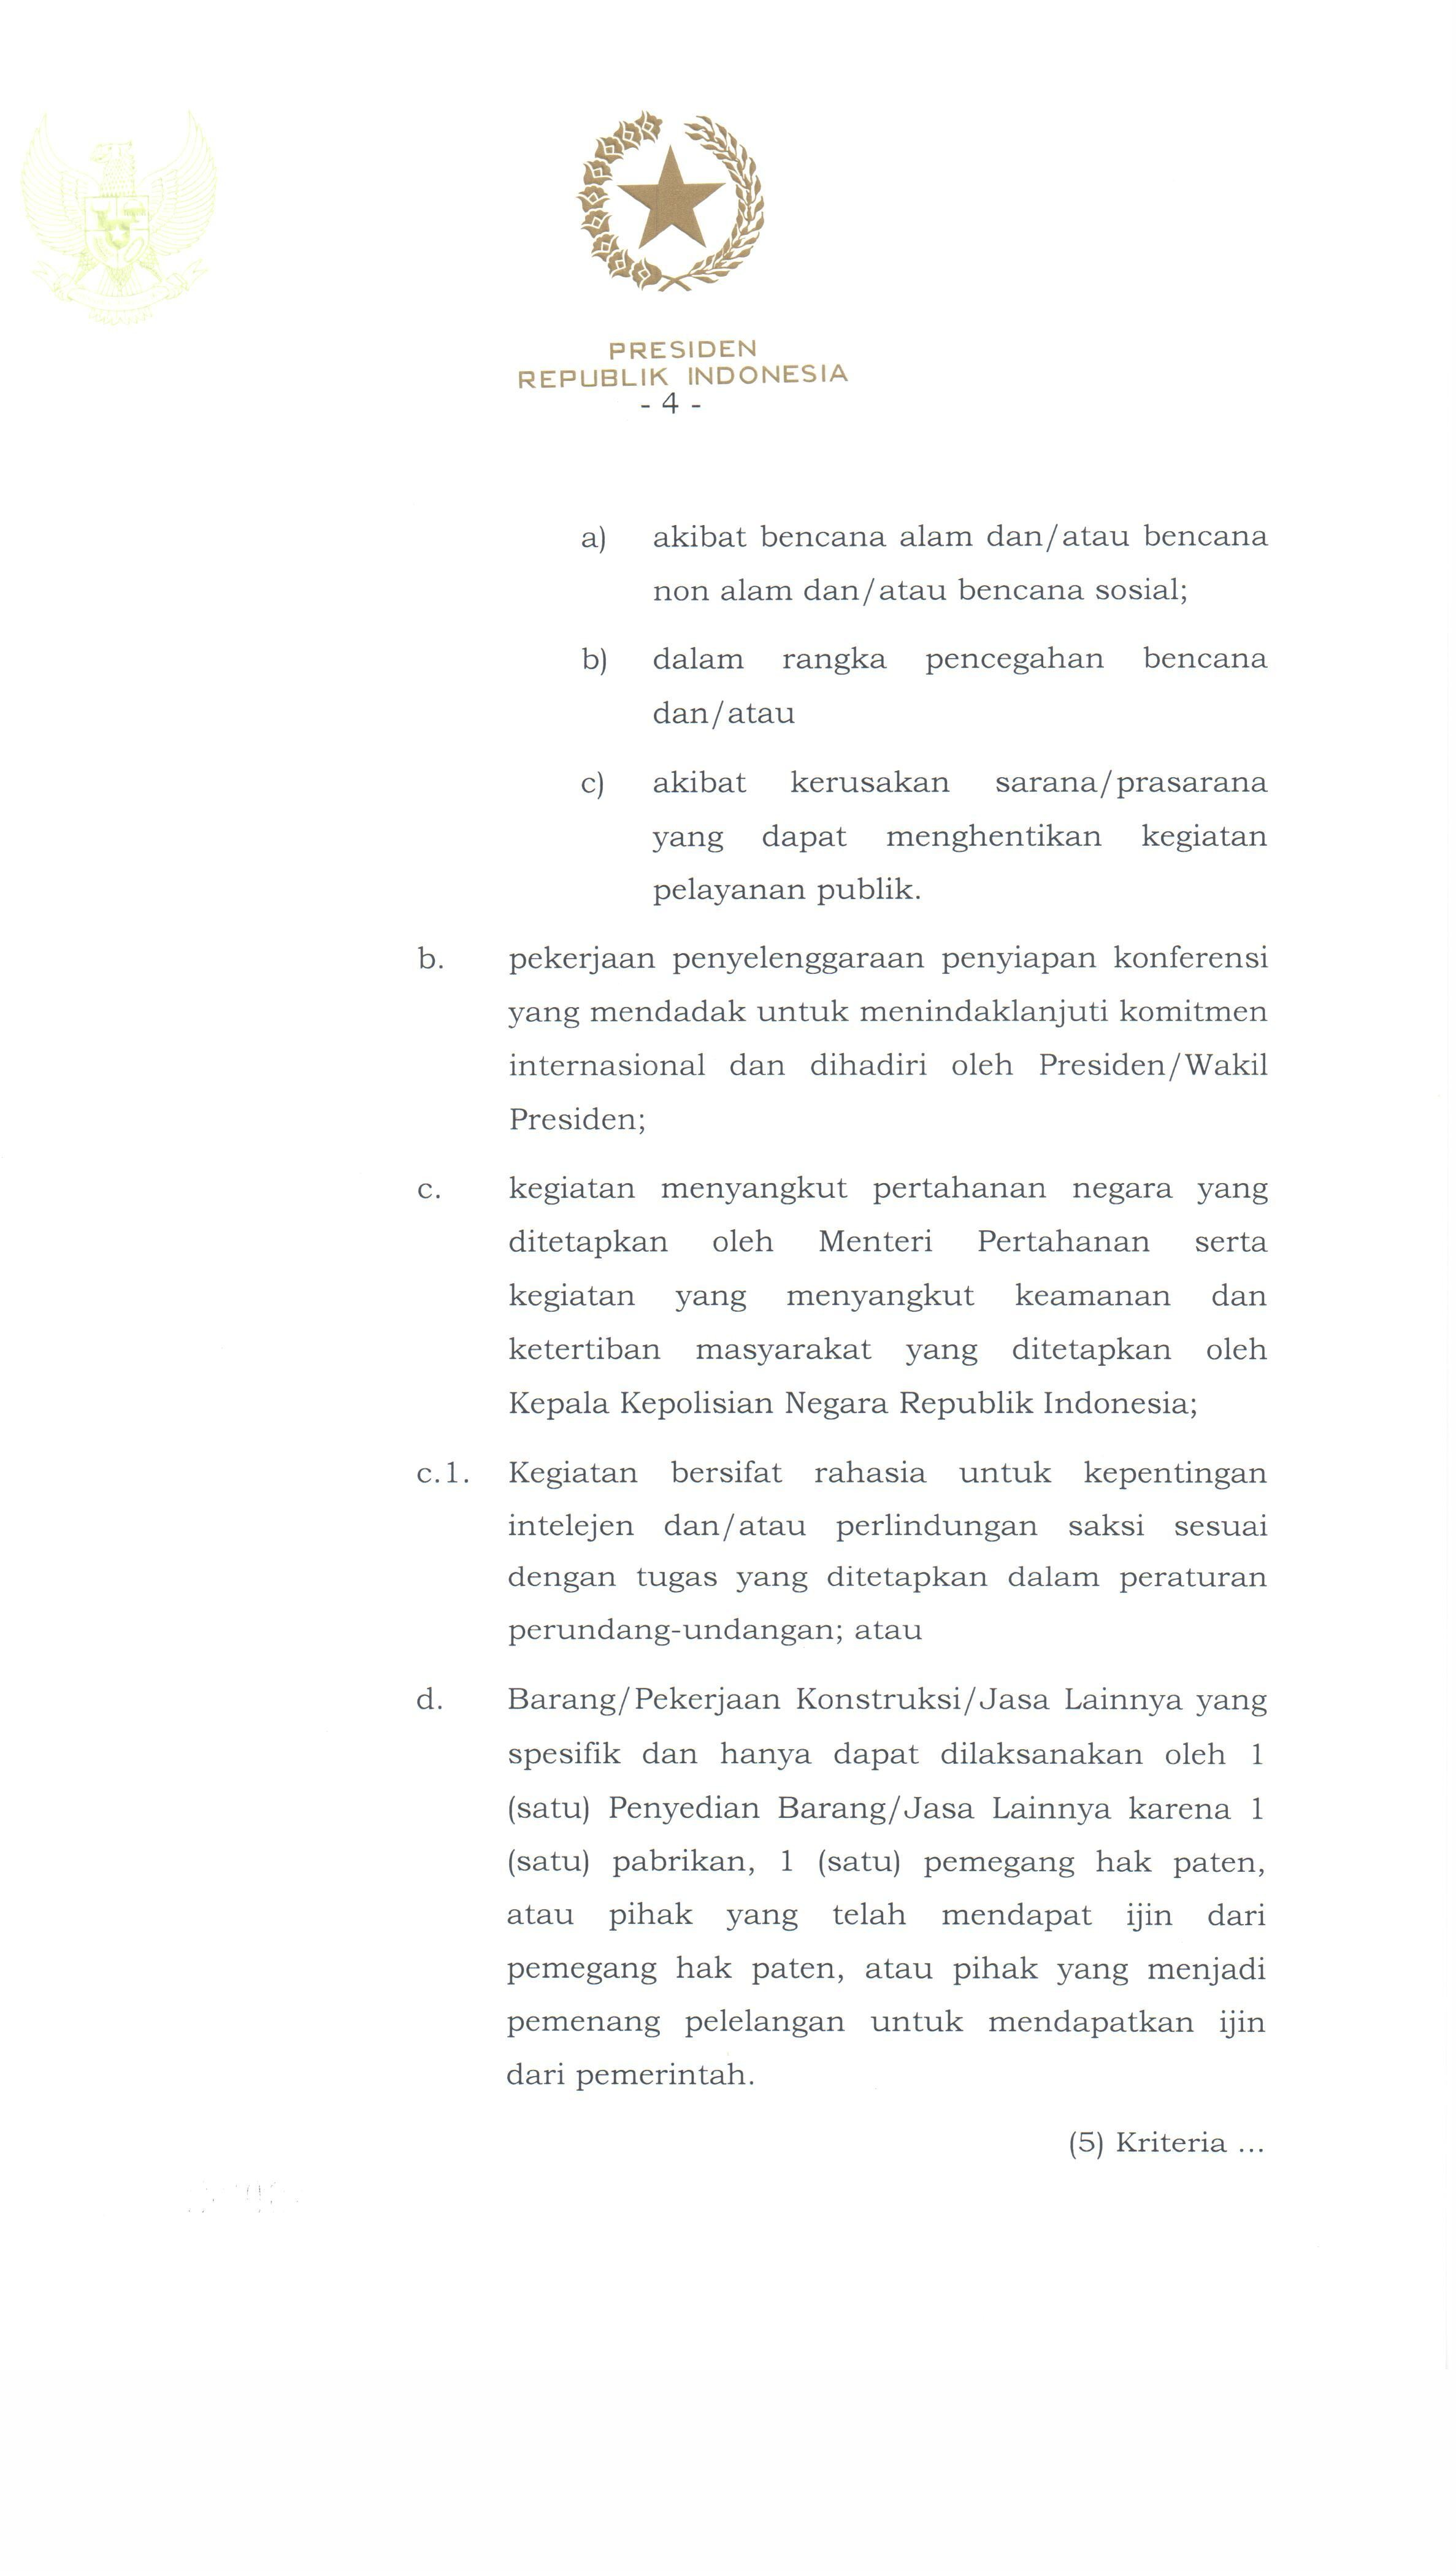 PRESIDEN
REPUBLIK INDONESIA
- 4 -
a) akibat bencana alam dan/atau bencana
non alam dan/atau bencana sosial;
b) dalam rangka pencegahan bencana
dan/atau
c) akibat kerusakan sarana/prasarana
yang dapat menghentikan kegiatan
pelayanan publik.
b. pekerjaan penyelenggaraan penyiapan konferensi
yang mendadak untuk menindaklanjuti komitmen
internasional dan dihadiri oleh Presiden/Wakil
Presiden;
c. kegiatan menyangkut pertahanan negara yang
ditetapkan oleh Menteri Pertahanan serta
kegiatan yang menyangkut keamanan dan
ketertiban masyarakat yang ditetapkan oleh
Kepala Kepolisian Negara Republik Indonesia;
c.1. Kegiatan bersifat rahasia untuk kepentingan
intelejen dan/atau perlindungan saksi sesuai
dengan tugas yang ditetapkan dalam peraturan
perundang-undangan; atau
d. Barang/Pekerjaan Konstruksi/Jasa Lainnya yang
spesifik dan hanya dapat dilaksanakan oleh 1
(satu) Penyedian Barang/Jasa Lainnya karena 1
(satu) pabrikan, 1 (satu) pemegang hak paten,
atau pihak yang telah mendapat ijin dari
pemegang hak paten, atau pihak yang menjadi
pemenang pelelangan untuk mendapatkan ijin
dari pemerintah.
(5) Kriteria ...